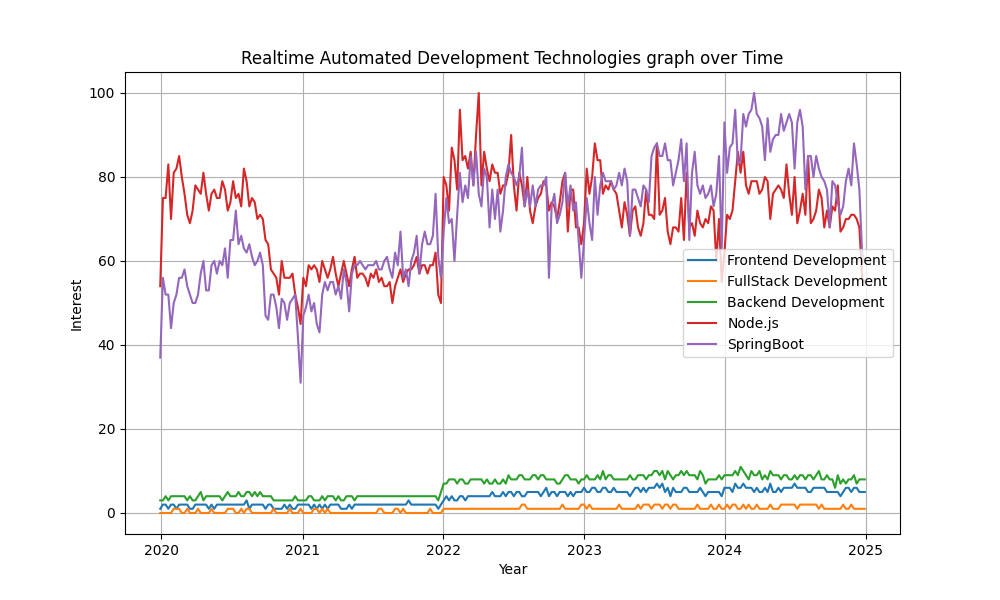 Realtime Automated Development Technologies graph over Time
Interest
100
80
60
40
20
0
Frontend Development
FullStack Development
Backend Development
Node.js
SpringBoot
2020
2021
2022
2023
2024
2025
Year